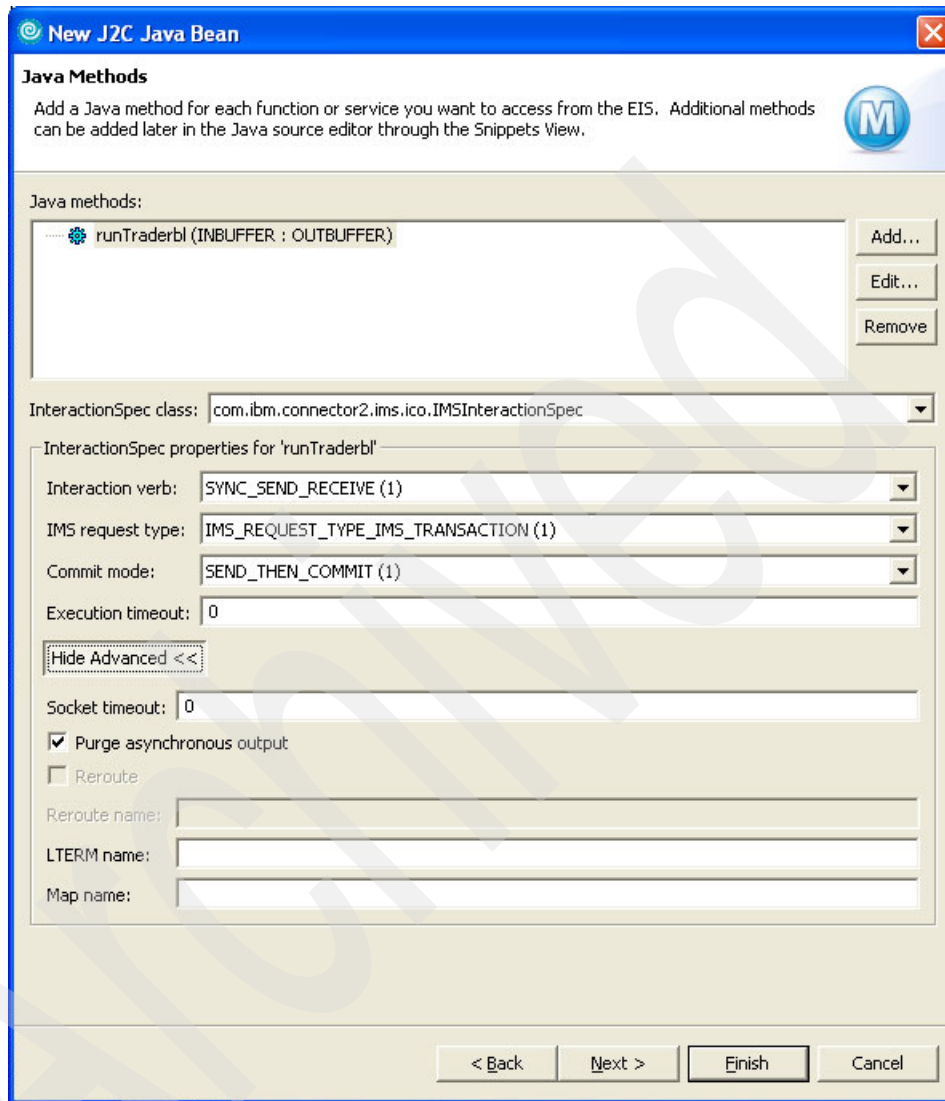 New J2C Java Bean
Java Methods
Add a Java method for each function or service you want to access from the EIS. Additional methods
can be added later in the Java source editor through the Snippets View.
M
Java methods:
runTraderbl (INBUFFER : OUTBUFFER)
Add...
Edit...
Remove
InteractionSpec class: com.ibm.connector2.ims.ico.IMSInteractionSpec
InteractionSpec properties for 'runTraderbl'
Interaction verb: SYNC_SEND_RECEIVE (1)
IMS request type: IMS_REQUEST_TYPE_IMS_TRANSACTION (1)
Commit mode: SEND_THEN_COMMIT (1)
Execution timeout: 0
Hide Advanced <<
Socket timeout: 0
Purge asynchronous output
Reroute
Reroute name:
LTERM name:
Map name:
< Back Next > Finish Cancel
Archived